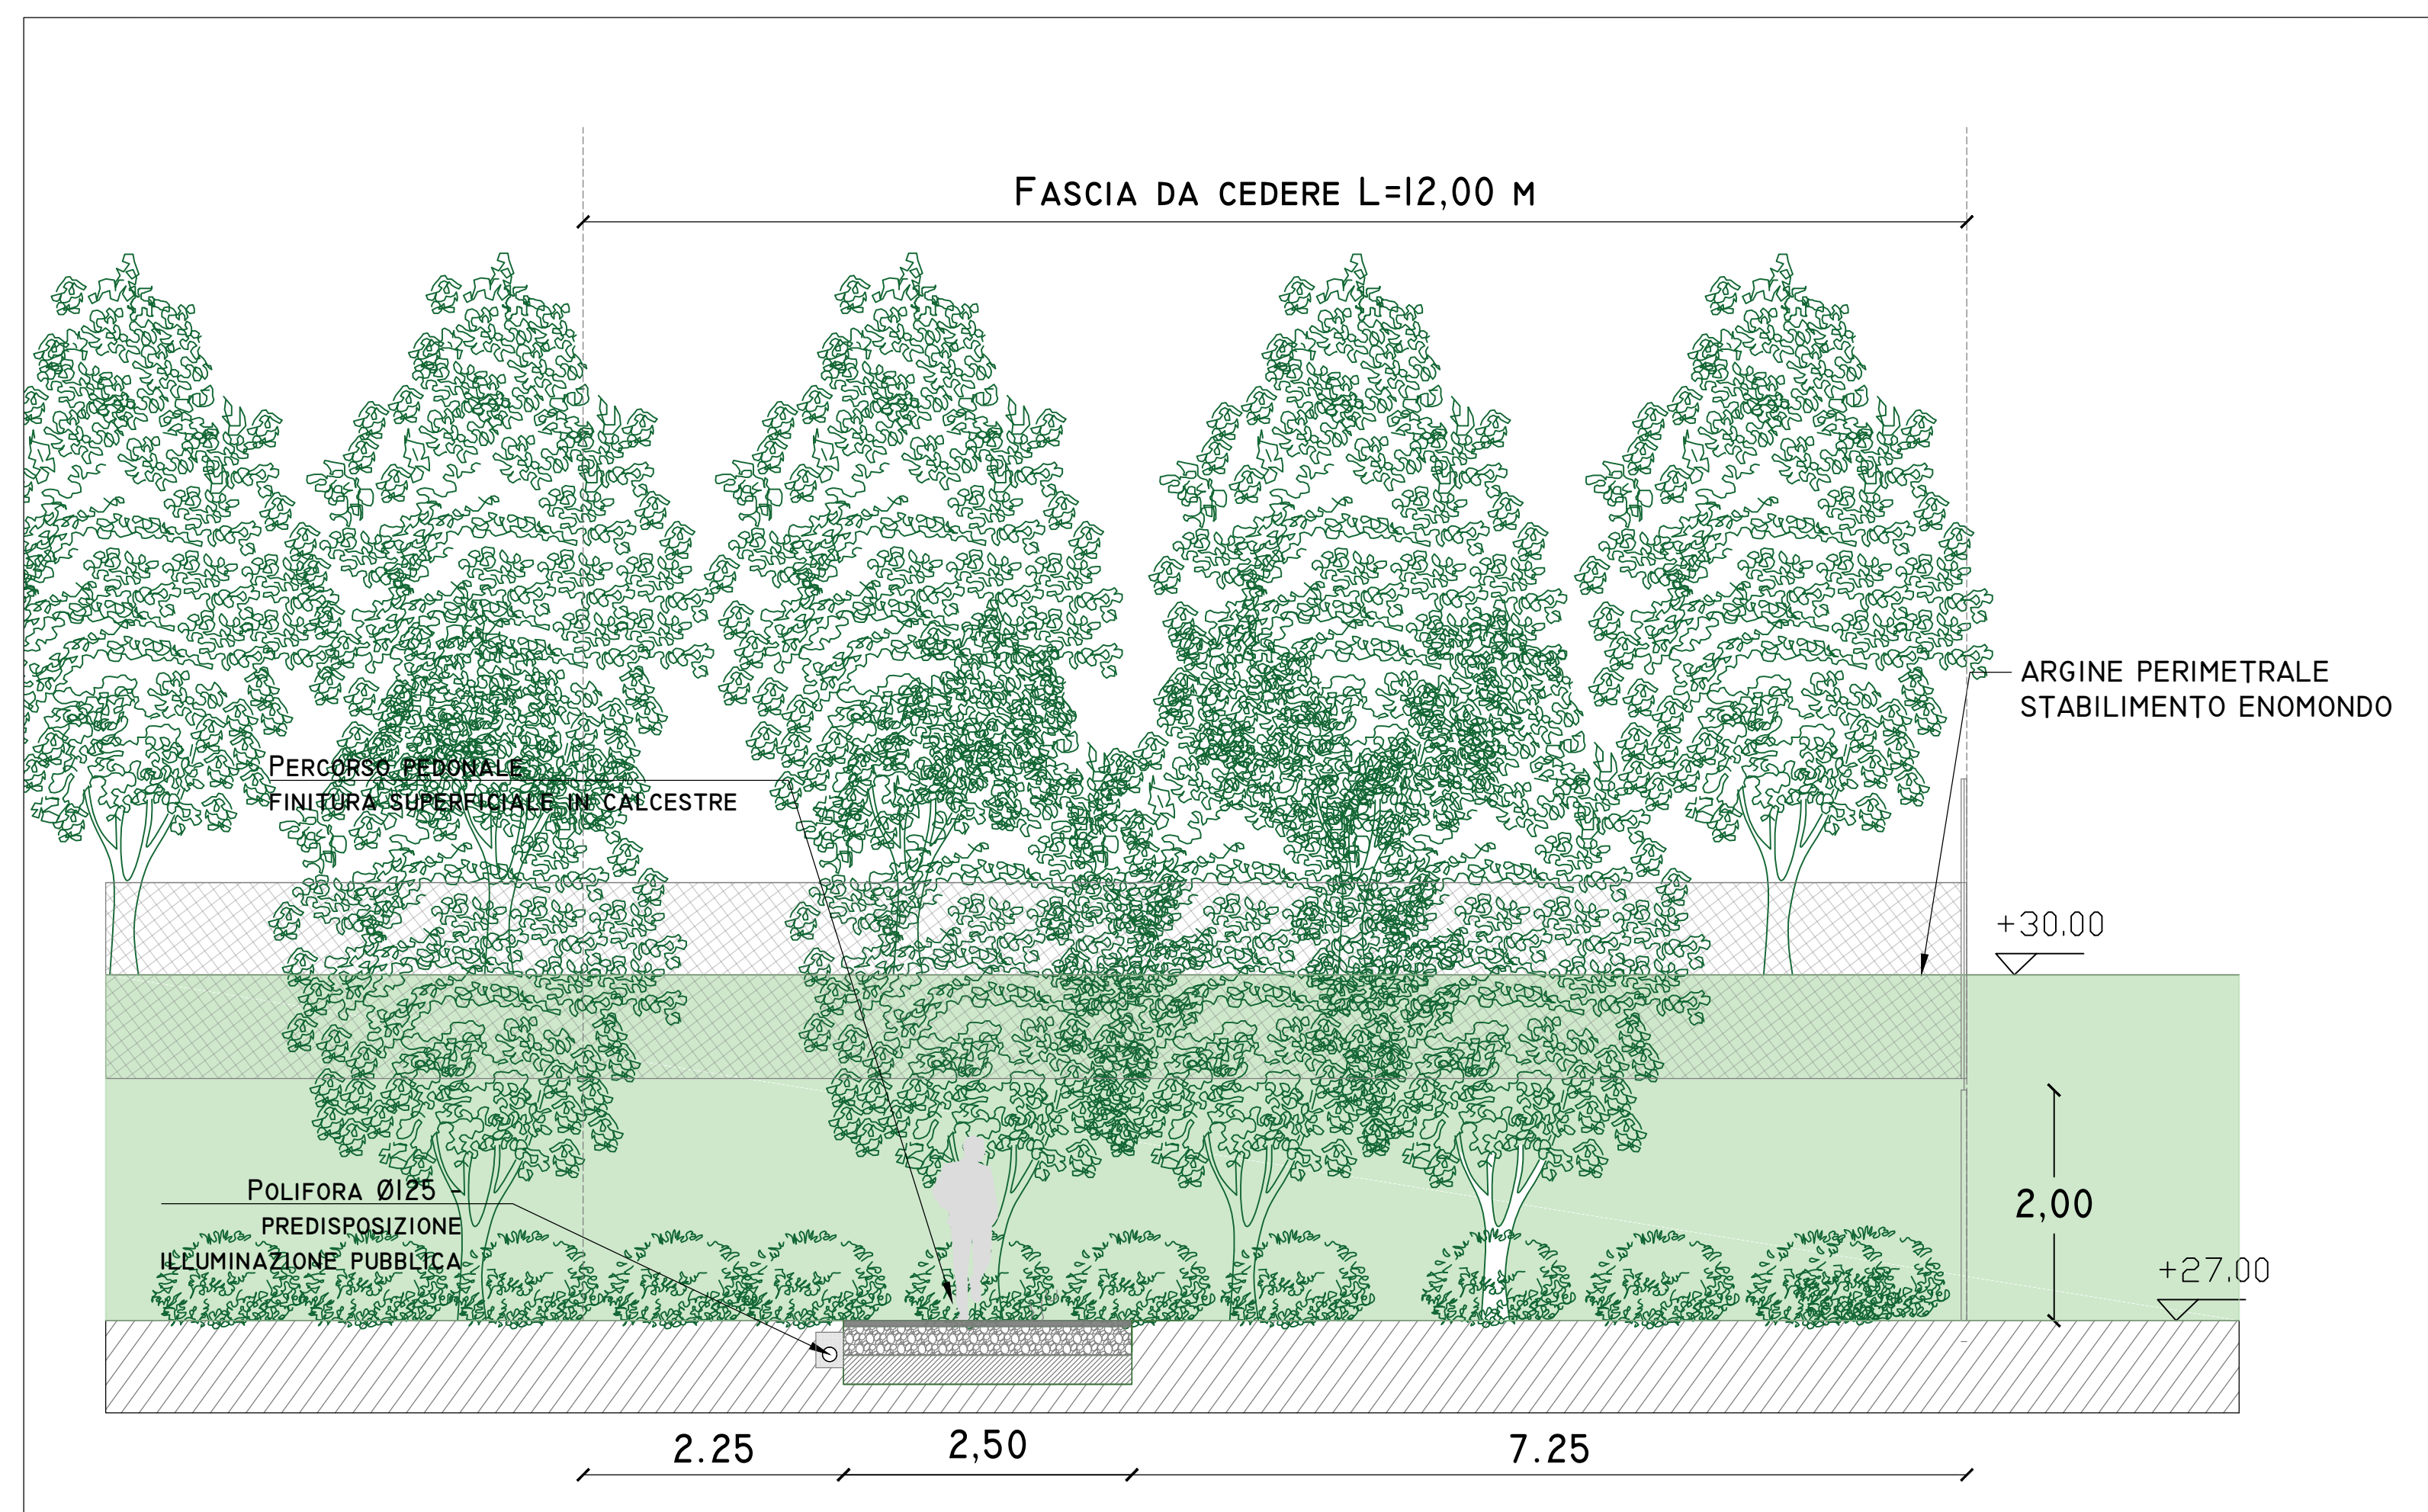 FASCIA DA CEDERE L=12,00 M
ARGINE PERIMETRALE
STABILIMENTO ENOMONDO
PERCORSO PEDONALE
FINITURA SUPERFICIALE IN CALCESTRE
+30.00
POLIFORA Ø125 -
PREDISPOSIZIONE
ILLUMINAZIONE PUBBLICA
2,00
+27.00
2.25
2,50
7.25